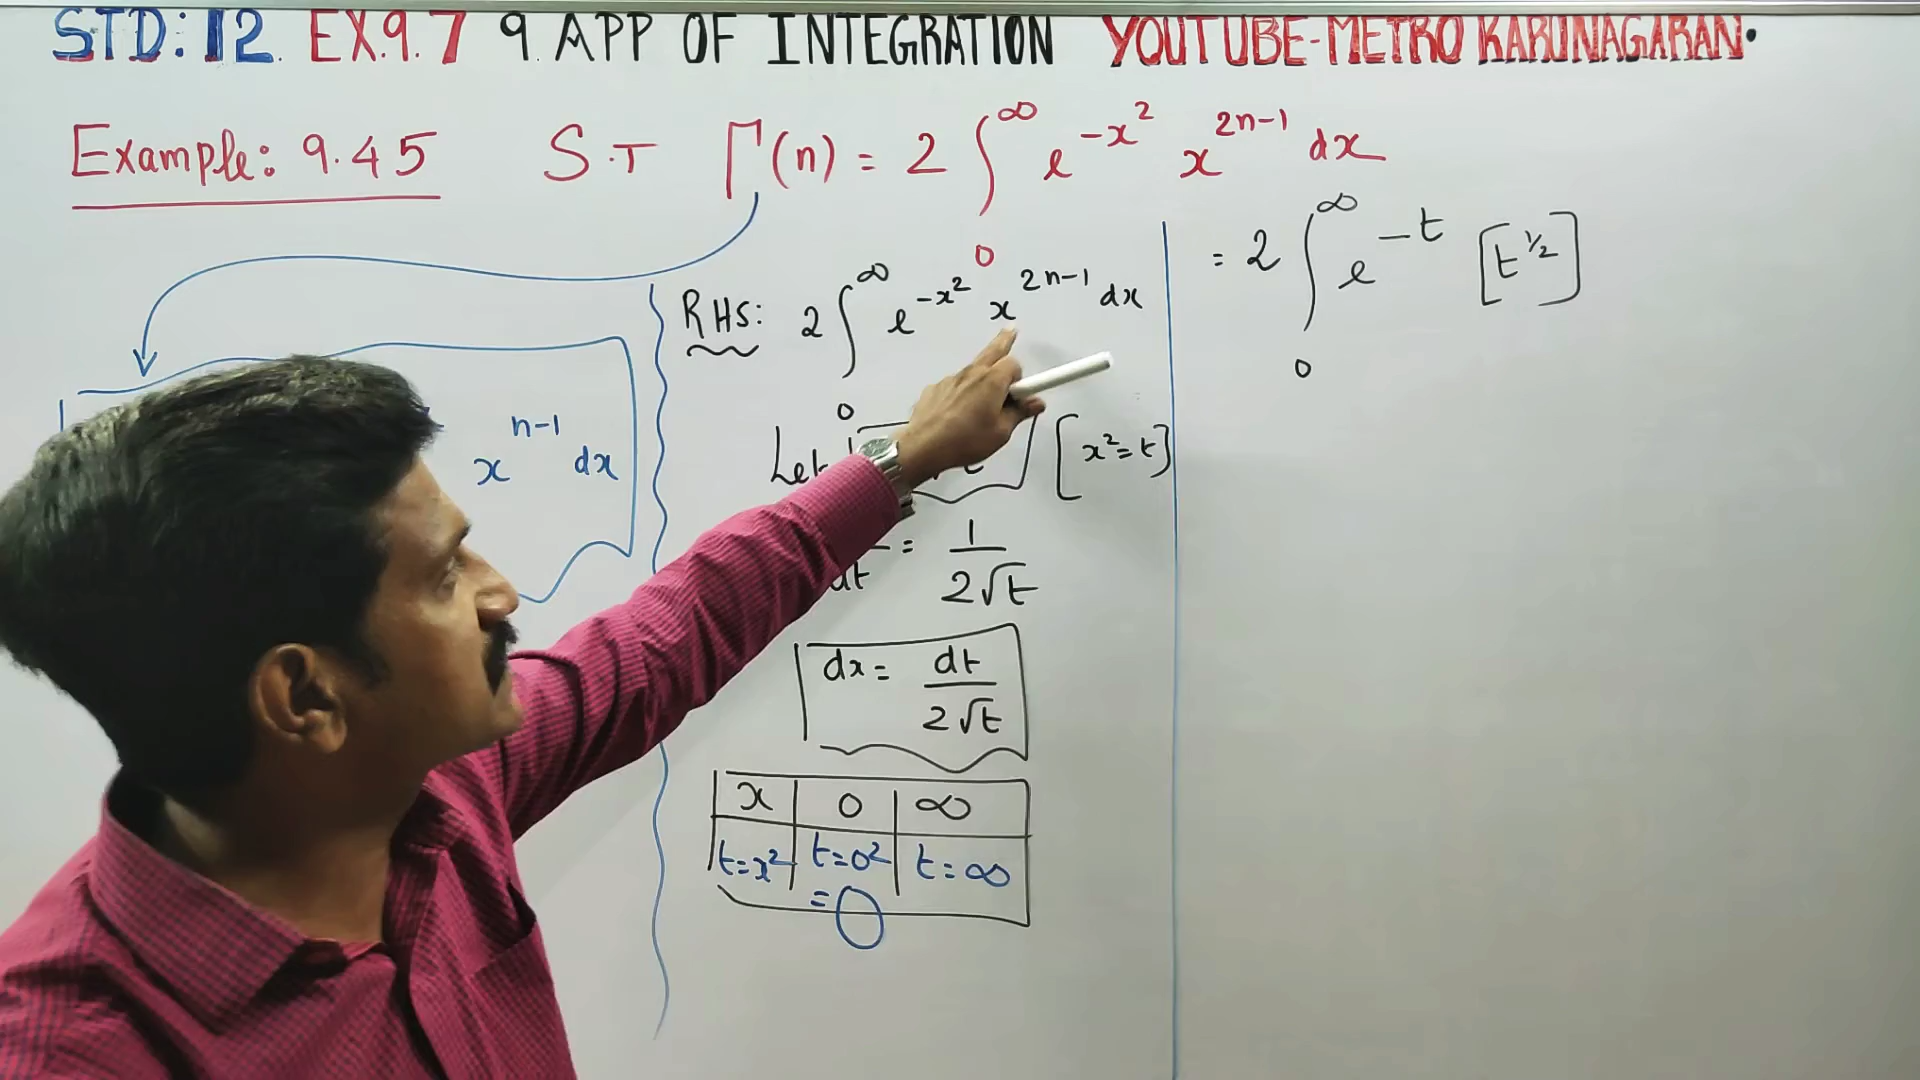 STD: 12. EX.9.7 9. APP OF INTEGRATION YOUTUBE-METRO KARUNAGARAN.
Example: 9.45 S.T Γ(n) = 2 ∫₀^∞ e^(-x²) x^(2n-1) dx
x^(n-1) dx
RHS: 2 ∫₀^∞ e^(-x²) x^(2n-1) dx
Let [x² = t]
dt = 1/(2√t)
dx = dt/(2√t)
x 0 ∞
t=x² t=0² t=∞
=0
= 2 ∫₀^∞ e^(-t) [t^(1/2)]